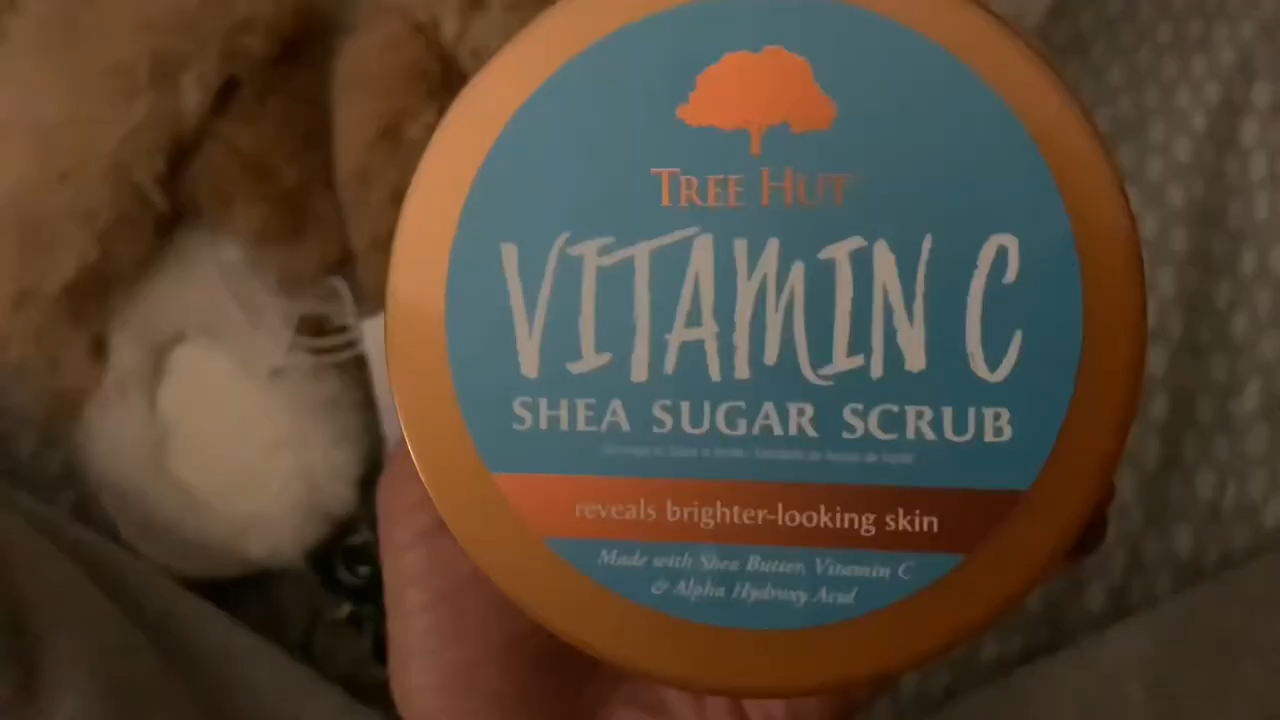 TREE HUT
VITAMIN C
SHEA SUGAR SCRUB
reveals brighter-looking skin
Made with Shea Butter, Vitamin C
& Alpha Hydroxy Acid